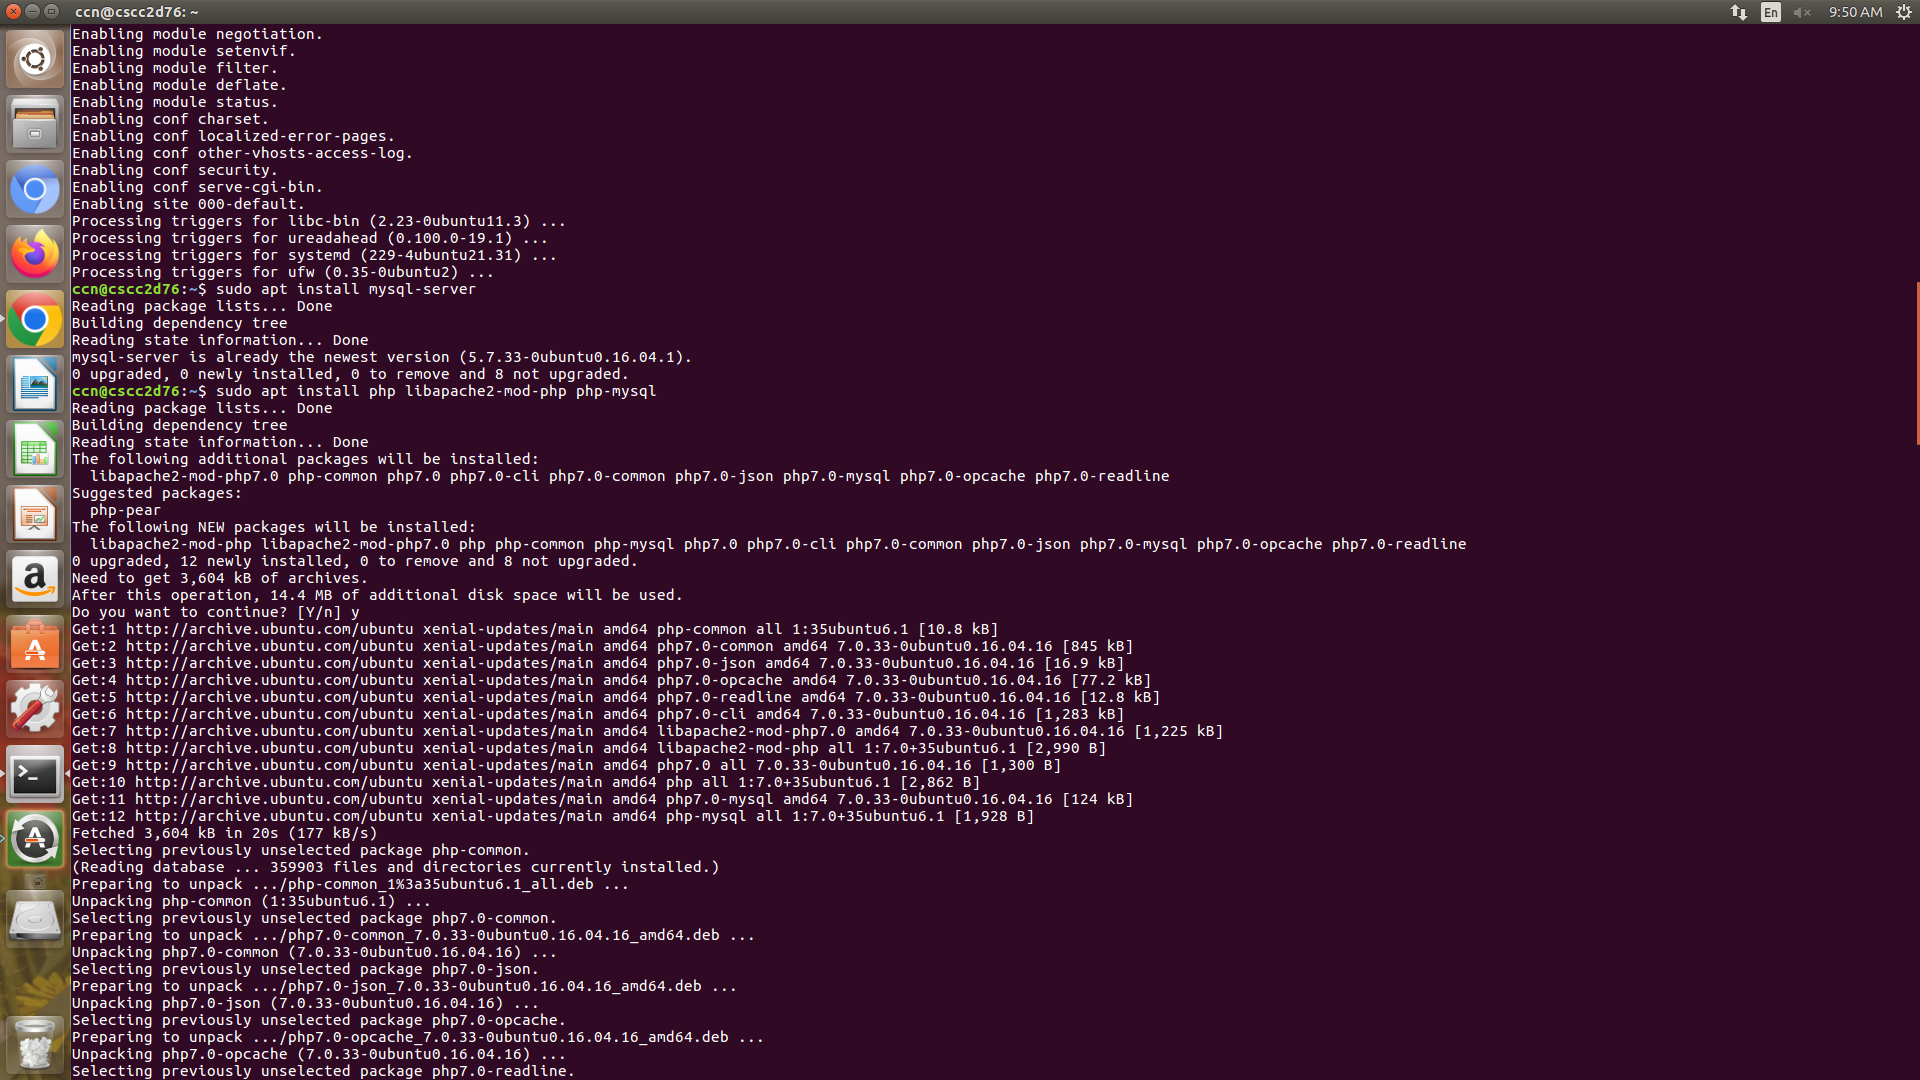 ccn@cscc2d76: ~
En
9:50 AM
Enabling module negotiation.
Enabling module setenvif.
Enabling module filter.
Enabling module deflate.
Enabling module status.
Enabling conf charset.
Enabling conf localized-error-pages.
Enabling conf other-vhosts-access-log.
Enabling conf security.
Enabling conf serve-cgi-bin.
Enabling site 000-default.
Processing triggers for libc-bin (2.23-0ubuntu11.3) ...
Processing triggers for ureadahead (0.100.0-19.1) ...
Processing triggers for systemd (229-4ubuntu21.31) ...
Processing triggers for ufw (0.35-0ubuntu2) ...
ccn@cscc2d76:~$ sudo apt install mysql-server
Reading package lists... Done
Building dependency tree
Reading state information... Done
mysql-server is already the newest version (5.7.33-0ubuntu0.16.04.1).
0 upgraded, 0 newly installed, 0 to remove and 8 not upgraded.
ccn@cscc2d76:~$ sudo apt install php libapache2-mod-php php-mysql
Reading package lists... Done
Building dependency tree
Reading state information... Done
The following additional packages will be installed:
  libapache2-mod-php7.0 php-common php7.0 php7.0-cli php7.0-common php7.0-json php7.0-mysql php7.0-opcache php7.0-readline
Suggested packages:
  php-pear
The following NEW packages will be installed:
  libapache2-mod-php libapache2-mod-php7.0 php php-common php-mysql php7.0 php7.0-cli php7.0-common php7.0-json php7.0-mysql php7.0-opcache php7.0-readline
0 upgraded, 12 newly installed, 0 to remove and 8 not upgraded.
Need to get 3,604 kB of archives.
After this operation, 14.4 MB of additional disk space will be used.
Do you want to continue? [Y/n] y
Get:1 http://archive.ubuntu.com/ubuntu xenial-updates/main amd64 php-common all 1:35ubuntu6.1 [10.8 kB]
Get:2 http://archive.ubuntu.com/ubuntu xenial-updates/main amd64 php7.0-common amd64 7.0.33-0ubuntu0.16.04.16 [845 kB]
Get:3 http://archive.ubuntu.com/ubuntu xenial-updates/main amd64 php7.0-json amd64 7.0.33-0ubuntu0.16.04.16 [16.9 kB]
Get:4 http://archive.ubuntu.com/ubuntu xenial-updates/main amd64 php7.0-opcache amd64 7.0.33-0ubuntu0.16.04.16 [77.2 kB]
Get:5 http://archive.ubuntu.com/ubuntu xenial-updates/main amd64 php7.0-readline amd64 7.0.33-0ubuntu0.16.04.16 [12.8 kB]
Get:6 http://archive.ubuntu.com/ubuntu xenial-updates/main amd64 php7.0-cli amd64 7.0.33-0ubuntu0.16.04.16 [1,283 kB]
Get:7 http://archive.ubuntu.com/ubuntu xenial-updates/main amd64 libapache2-mod-php7.0 amd64 7.0.33-0ubuntu0.16.04.16 [1,225 kB]
Get:8 http://archive.ubuntu.com/ubuntu xenial-updates/main amd64 libapache2-mod-php all 1:7.0+35ubuntu6.1 [2,990 B]
Get:9 http://archive.ubuntu.com/ubuntu xenial-updates/main amd64 php7.0 all 7.0.33-0ubuntu0.16.04.16 [1,300 B]
Get:10 http://archive.ubuntu.com/ubuntu xenial-updates/main amd64 php all 1:7.0+35ubuntu6.1 [2,862 B]
Get:11 http://archive.ubuntu.com/ubuntu xenial-updates/main amd64 php7.0-mysql amd64 7.0.33-0ubuntu0.16.04.16 [124 kB]
Get:12 http://archive.ubuntu.com/ubuntu xenial-updates/main amd64 php-mysql all 1:7.0+35ubuntu6.1 [1,928 B]
Fetched 3,604 kB in 20s (177 kB/s)
Selecting previously unselected package php-common.
(Reading database ... 359903 files and directories currently installed.)
Preparing to unpack .../php-common_1%3a35ubuntu6.1_all.deb ...
Unpacking php-common (1:35ubuntu6.1) ...
Selecting previously unselected package php7.0-common.
Preparing to unpack .../php7.0-common_7.0.33-0ubuntu0.16.04.16_amd64.deb ...
Unpacking php7.0-common (7.0.33-0ubuntu0.16.04.16) ...
Selecting previously unselected package php7.0-json.
Preparing to unpack .../php7.0-json_7.0.33-0ubuntu0.16.04.16_amd64.deb ...
Unpacking php7.0-json (7.0.33-0ubuntu0.16.04.16) ...
Selecting previously unselected package php7.0-opcache.
Preparing to unpack .../php7.0-opcache_7.0.33-0ubuntu0.16.04.16_amd64.deb ...
Unpacking php7.0-opcache (7.0.33-0ubuntu0.16.04.16) ...
Selecting previously unselected package php7.0-readline.